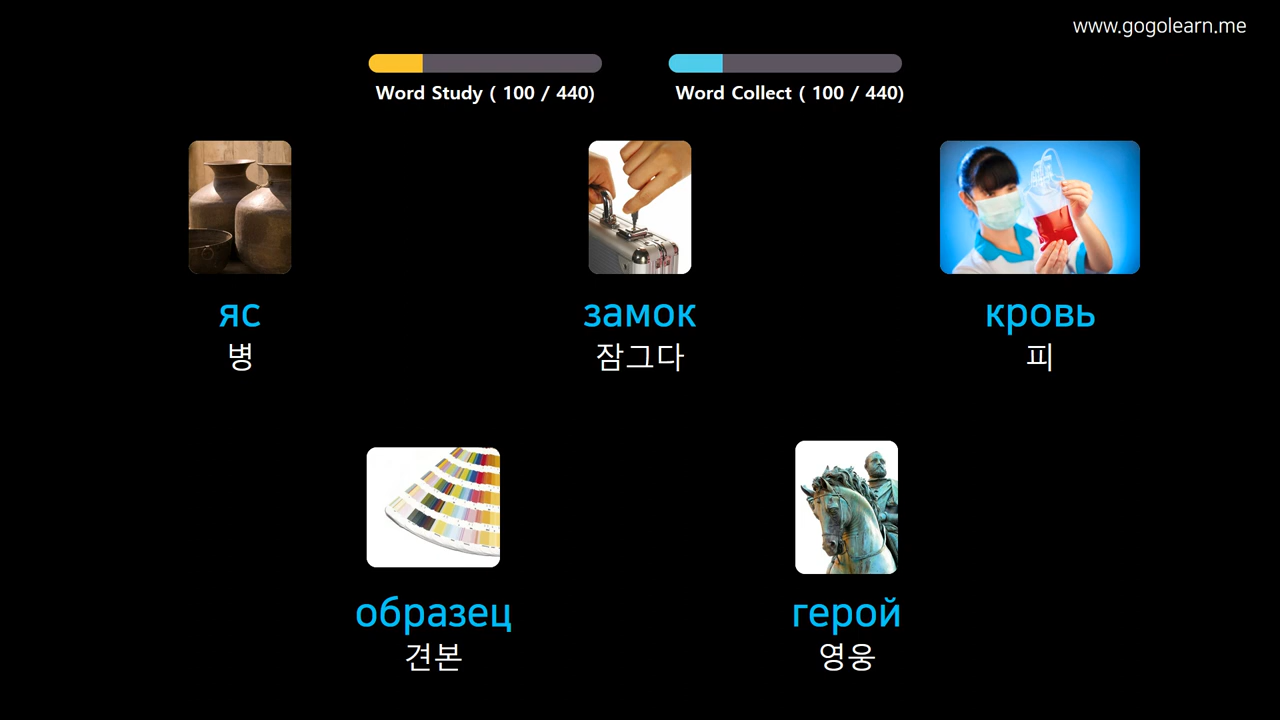 www.gogolearn.me
Word Study ( 100 / 440)
Word Collect ( 100 / 440)
яс
병
замок
잠그다
кровь
피
образец
견본
герой
영웅